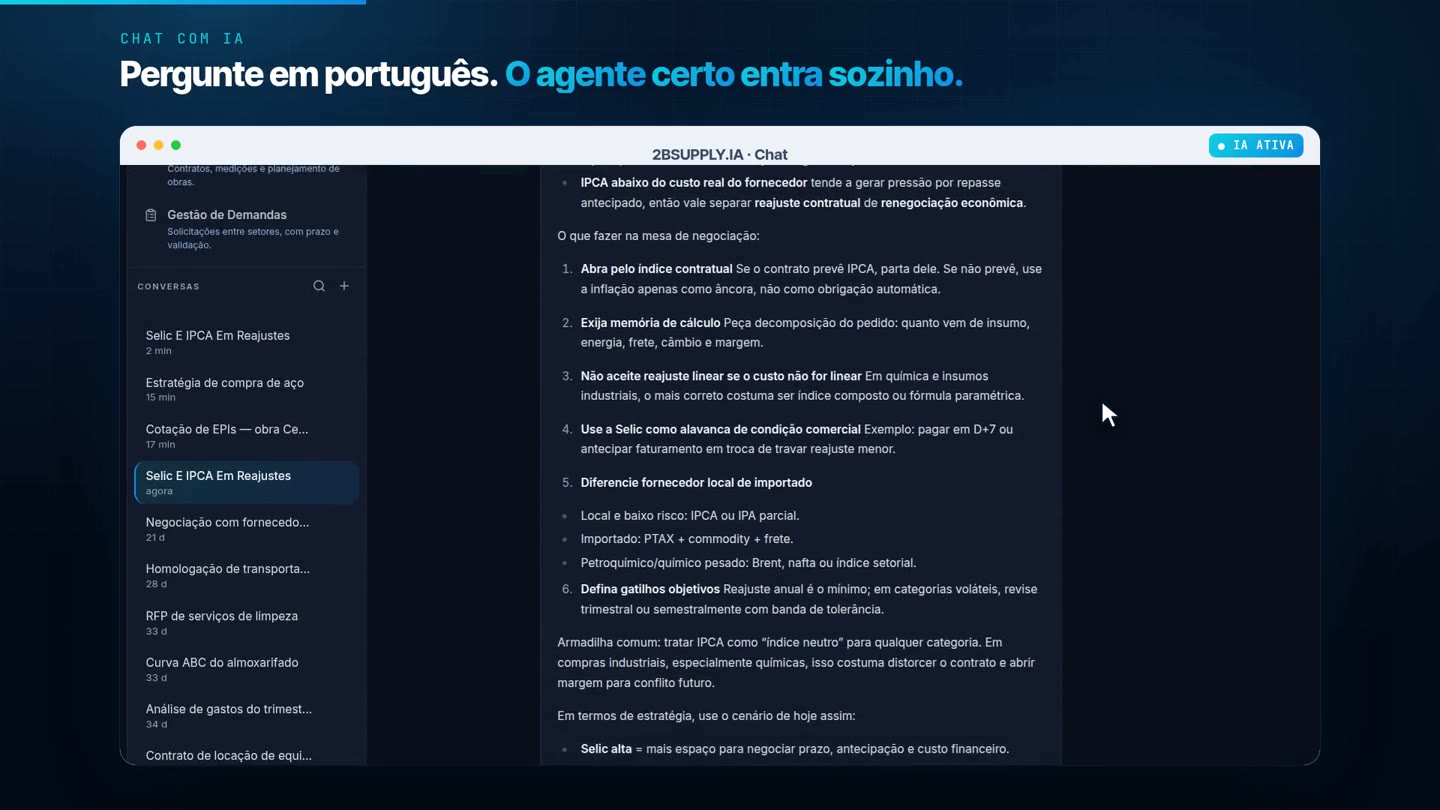 CHAT COM IA
Pergunte em português. O agente certo entra sozinho.
2BSUPPLY.IA · Chat
● IA ATIVA
Contratos, medições e planejamento de
obras.
Gestão de Demandas
Solicitações entre setores, com prazo e
validação.
CONVERSAS
Selic E IPCA Em Reajustes
2 min
Estratégia de compra de aço
15 min
Cotação de EPIs — obra Ce...
17 min
Selic E IPCA Em Reajustes
agora
Negociação com fornecedo...
21 d
Homologação de transporta...
28 d
RFP de serviços de limpeza
33 d
Curva ABC do almoxarifado
33 d
Análise de gastos do trimest...
34 d
Contrato de locação de equi...
• IPCA abaixo do custo real do fornecedor tende a gerar pressão por repasse
antecipado, então vale separar reajuste contratual de renegociação econômica.
O que fazer na mesa de negociação:
1. Abra pelo índice contratual Se o contrato prevê IPCA, parta dele. Se não prevê, use
a inflação apenas como âncora, não como obrigação automática.
2. Exija memória de cálculo Peça decomposição do pedido: quanto vem de insumo,
energia, frete, câmbio e margem.
3. Não aceite reajuste linear se o custo não for linear Em química e insumos
industriais, o mais correto costuma ser índice composto ou fórmula paramétrica.
4. Use a Selic como alavanca de condição comercial Exemplo: pagar em D+7 ou
antecipar faturamento em troca de travar reajuste menor.
5. Diferencie fornecedor local de importado
• Local e baixo risco: IPCA ou IPA parcial.
• Importado: PTAX + commodity + frete.
• Petroquímico/químico pesado: Brent, nafta ou índice setorial.
6. Defina gatilhos objetivos Reajuste anual é o mínimo; em categorias voláteis, revise
trimestral ou semestralmente com banda de tolerância.
Armadilha comum: tratar IPCA como “índice neutro” para qualquer categoria. Em
compras industriais, especialmente químicas, isso costuma distorcer o contrato e abrir
margem para conflito futuro.
Em termos de estratégia, use o cenário de hoje assim:
• Selic alta = mais espaço para negociar prazo, antecipação e custo financeiro.